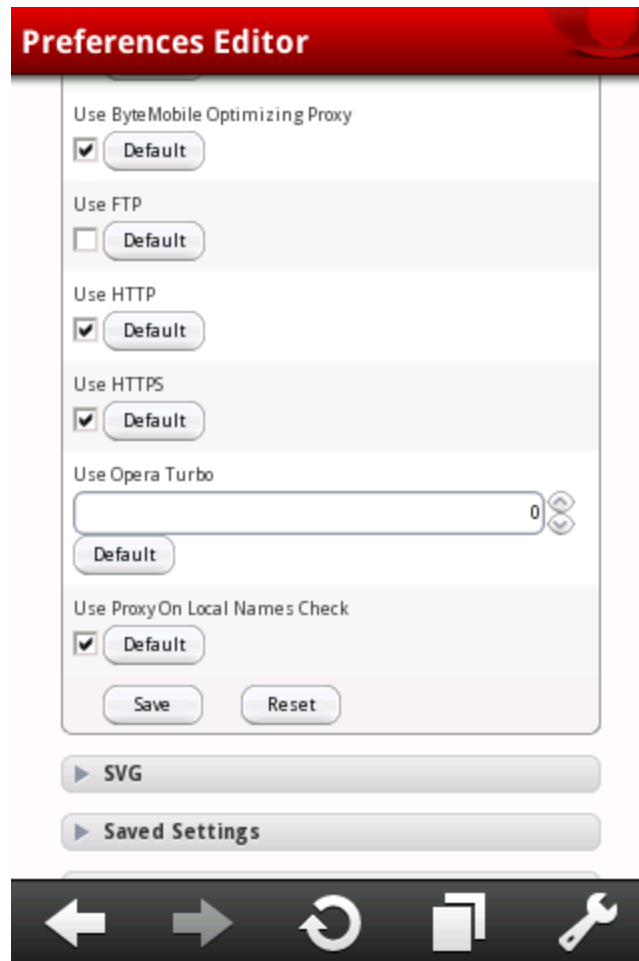 Preferences Editor
Use ByteMobile Optimizing Proxy
Default
Use FTP
Default
Use HTTP
Default
Use HTTPS
Default
Use Opera Turbo
0
Default
Use ProxyOn Local Names Check
Default
Save Reset
SVG
Saved Settings